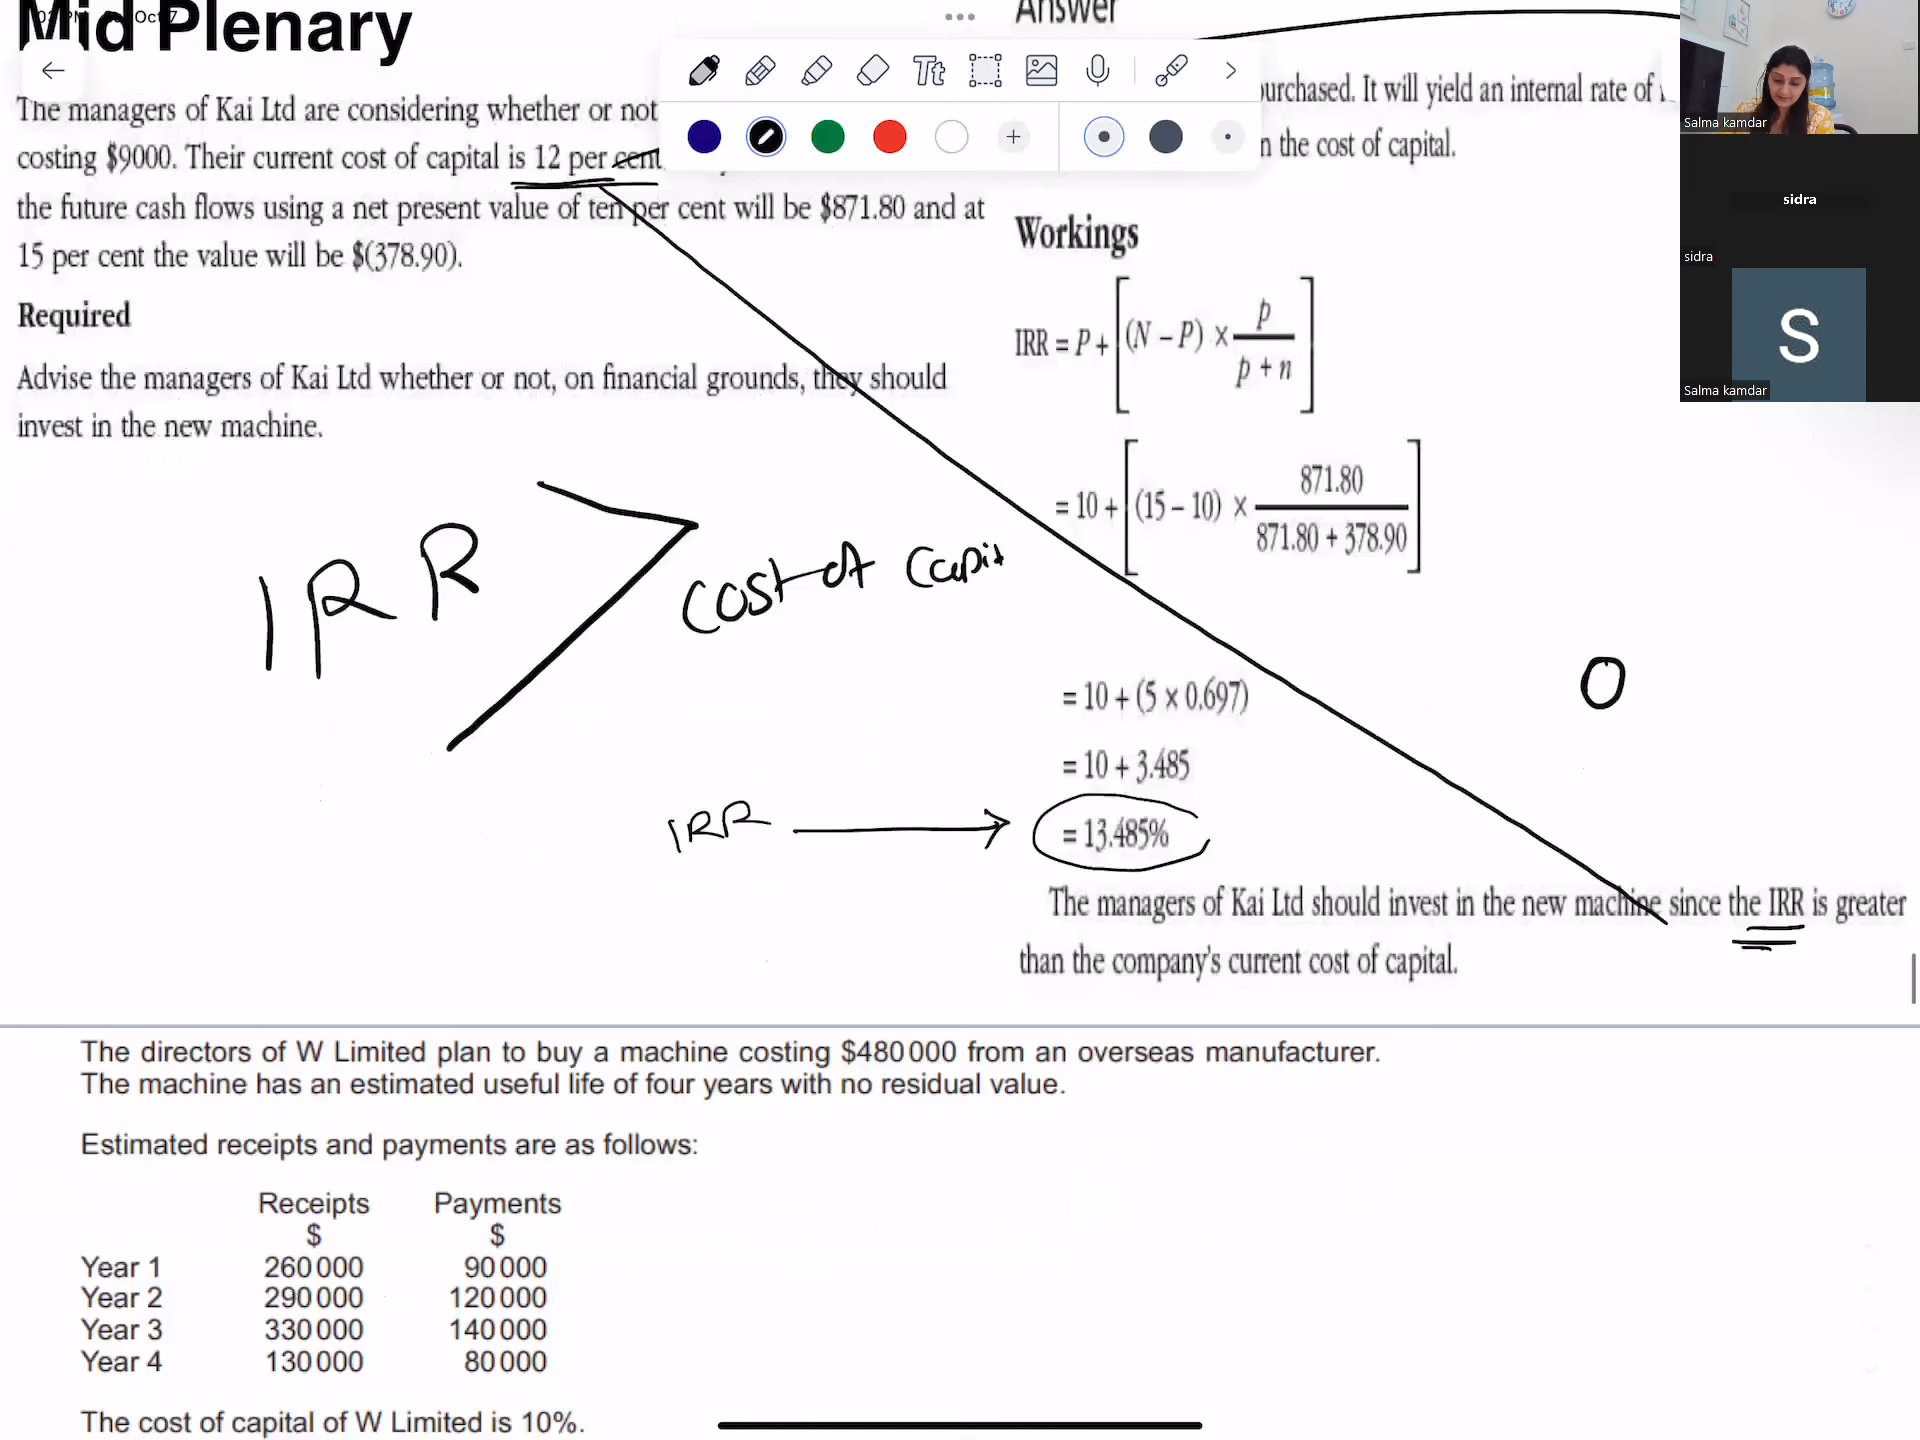 Mid Plenary
The managers of Kai Ltd are considering whether or not
costing $9000. Their current cost of capital is 12 per cent
the future cash flows using a net present value of ten per cent will be $871.80 and at
15 per cent the value will be $(378.90).
Required
Advise the managers of Kai Ltd whether or not, on financial grounds, they should
invest in the new machine.
IRR > cost of Capit
IRR →
Answer
purchased. It will yield an internal rate of
n the cost of capital.
Workings
IRR = P + [(N – P) × p / p + n]
= 10 + [(15 – 10) × 871.80 / 871.80 + 378.90]
= 10 + (5 x 0.697)
= 10 + 3.485
= 13.485%
O
The managers of Kai Ltd should invest in the new machine since the IRR is greater
than the company's current cost of capital.
Tt
Salma kamdar
sidra
sidra
S
Salma kamdar
The directors of W Limited plan to buy a machine costing $480 000 from an overseas manufacturer.
The machine has an estimated useful life of four years with no residual value.
Estimated receipts and payments are as follows:
Receipts Payments
$ $
Year 1 260 000 90 000
Year 2 290 000 120 000
Year 3 330 000 140 000
Year 4 130 000 80 000
The cost of capital of W Limited is 10%.